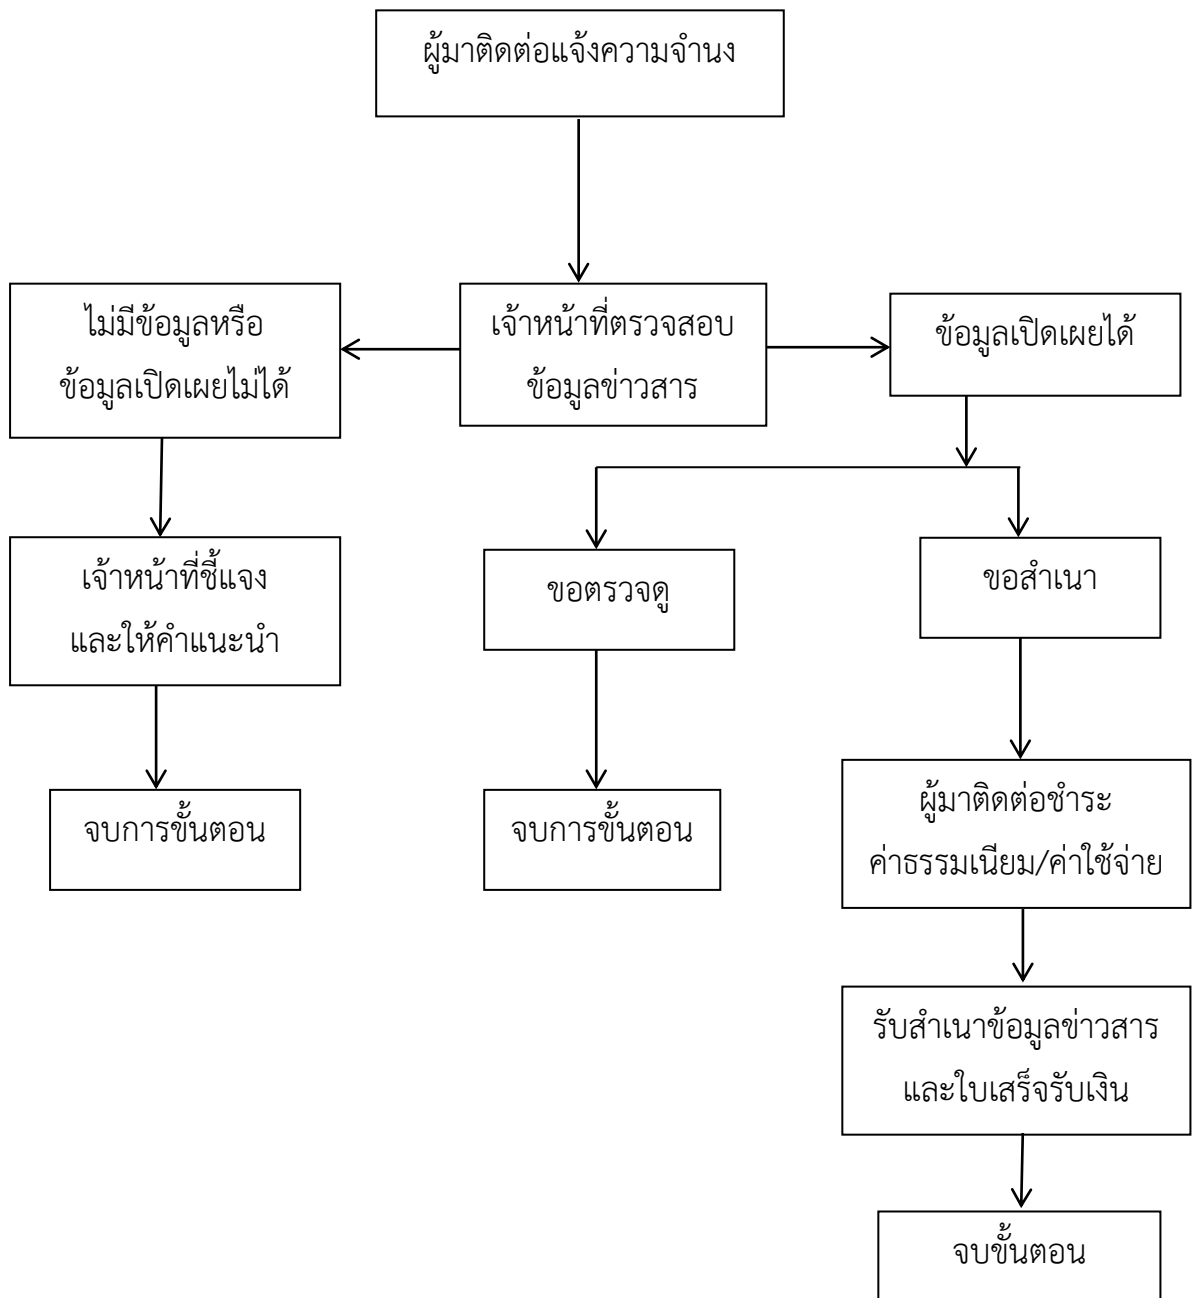 ผู้มาติดต่อแจ้งความจำนง
ไม่มีข้อมูลหรือ
ข้อมูลเปิดเผยไม่ได้
เจ้าหน้าที่ตรวจสอบ
ข้อมูลข่าวสาร
ข้อมูลเปิดเผยได้
เจ้าหน้าที่ชี้แจง
และให้คำแนะนำ
ขอตรวจดู
ขอสำเนา
จบการขั้นตอน
จบการขั้นตอน
ผู้มาติดต่อชำระ
ค่าธรรมเนียม/ค่าใช้จ่าย
รับสำเนาข้อมูลข่าวสาร
และใบเสร็จรับเงิน
จบขั้นตอน